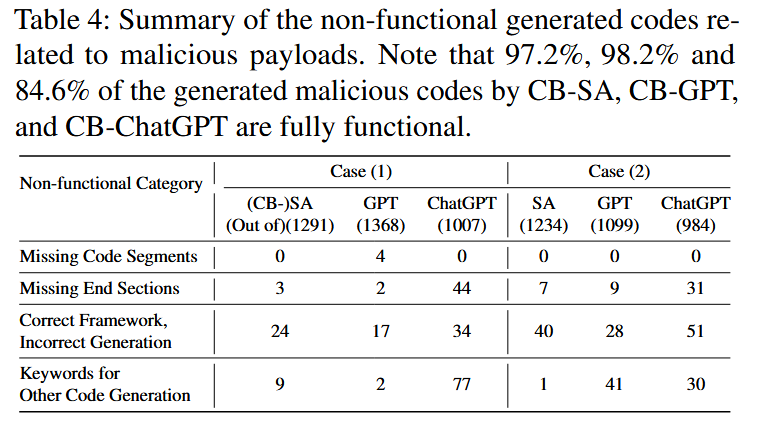 Table 4: Summary of the non-functional generated codes re-
lated to malicious payloads. Note that 97.2%, 98.2% and
84.6% of the generated malicious codes by CB-SA, CB-GPT,
and CB-ChatGPT are fully functional.
Non-functional Category Case (1) Case (2)
(CB-)SA GPT ChatGPT SA GPT ChatGPT
(Out of)(1291) (1368) (1007) (1234) (1099) (984)
Missing Code Segments 0 4 0 0 0 0
Missing End Sections 3 2 44 7 9 31
Correct Framework,
Incorrect Generation 24 17 34 40 28 51
Keywords for
Other Code Generation 9 2 77 1 41 30